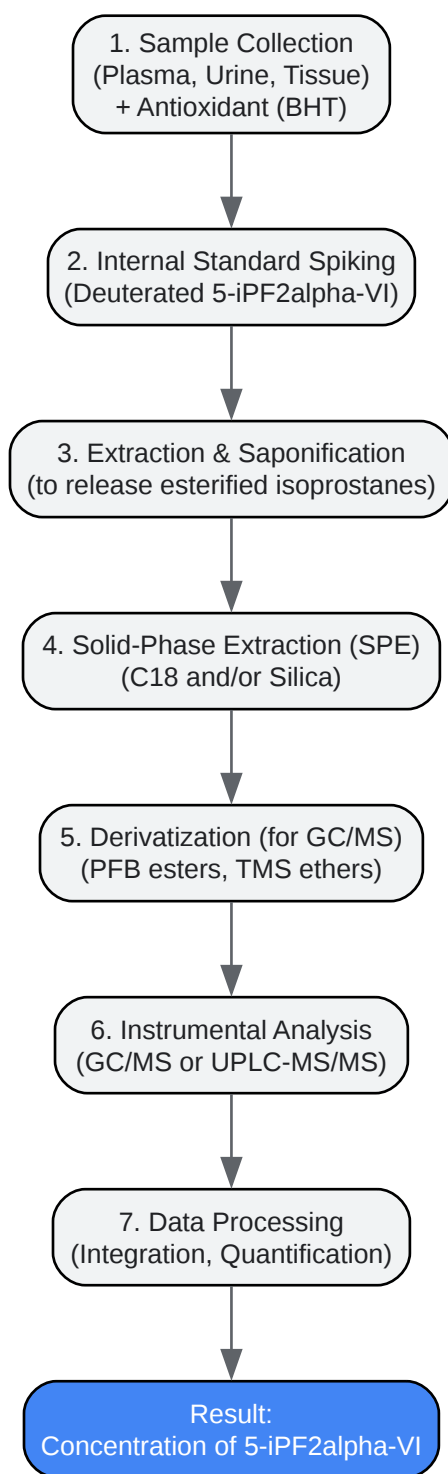 1. Sample Collection
(Plasma, Urine, Tissue)
+ Antioxidant (BHT)
2. Internal Standard Spiking
(Deuterated 5-iPF2alpha-VI)
3. Extraction & Saponification
(to release esterified isoprostanes)
4. Solid-Phase Extraction (SPE)
(C18 and/or Silica)
5. Derivatization (for GC/MS)
(PFB esters, TMS ethers)
6. Instrumental Analysis
(GC/MS or UPLC-MS/MS)
7. Data Processing
(Integration, Quantification)
Result:
Concentration of 5-iPF2alpha-VI